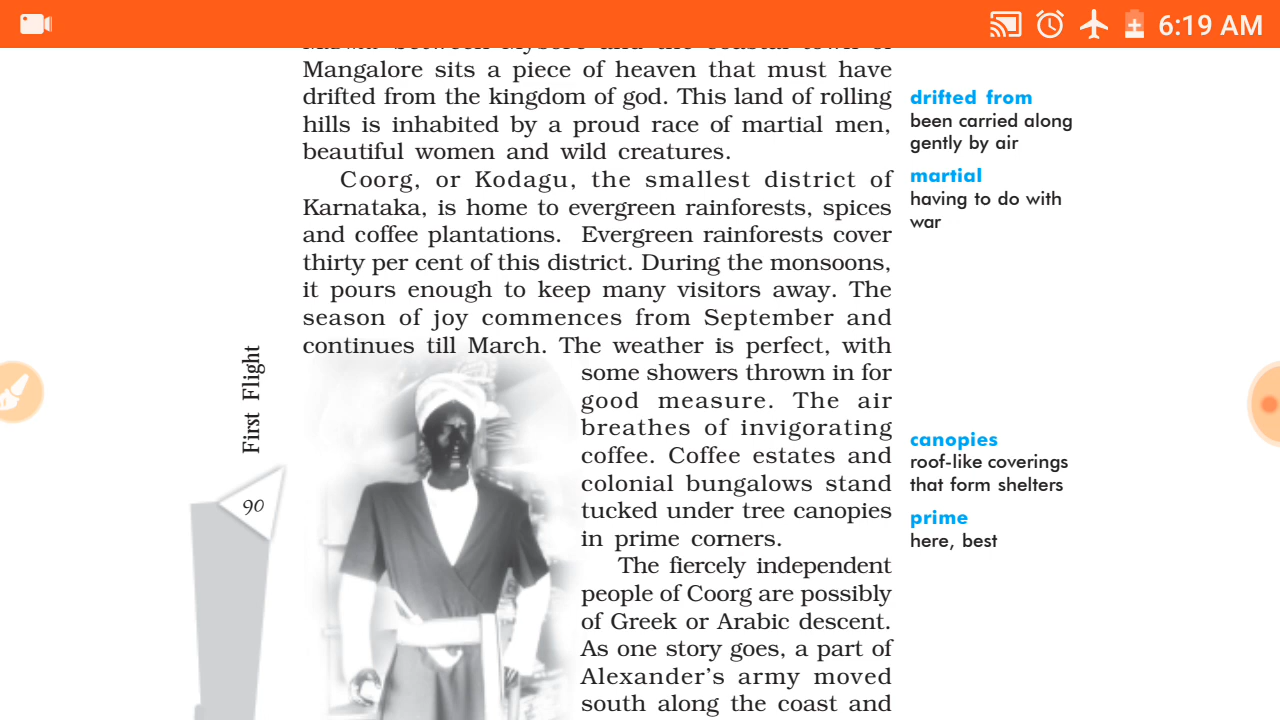 6:19 AM
Mangalore sits a piece of heaven that must have
drifted from the kingdom of god. This land of rolling
hills is inhabited by a proud race of martial men,
beautiful women and wild creatures.
Coorg, or Kodagu, the smallest district of
Karnataka, is home to evergreen rainforests, spices
and coffee plantations. Evergreen rainforests cover
thirty per cent of this district. During the monsoons,
it pours enough to keep many visitors away. The
season of joy commences from September and
continues till March. The weather is perfect, with
some showers thrown in for
good measure. The air
breathes of invigorating
coffee. Coffee estates and
colonial bungalows stand
tucked under tree canopies
in prime corners.
The fiercely independent
people of Coorg are possibly
of Greek or Arabic descent.
As one story goes, a part of
Alexander's army moved
south along the coast and
drifted from
been carried along
gently by air
martial
having to do with
war
canopies
roof-like coverings
that form shelters
prime
here, best
First Flight
90